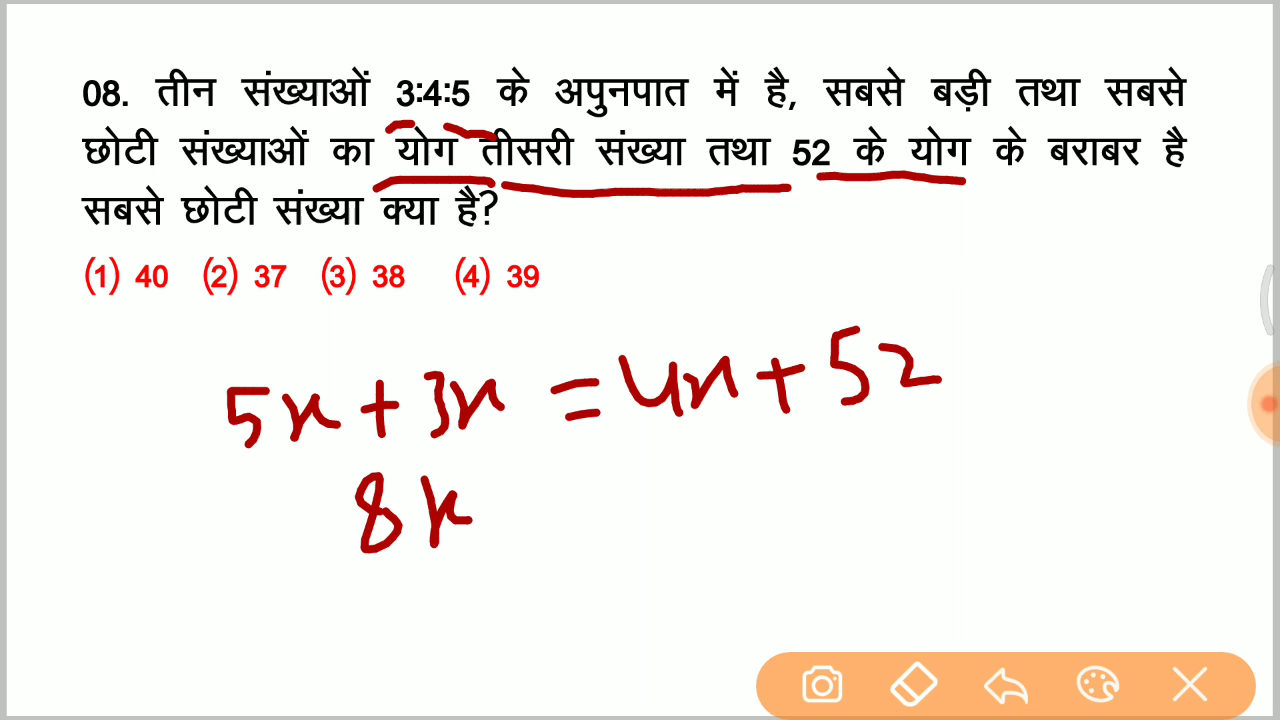 08. तीन संख्याओं 3:4:5 के अपुनपात में है, सबसे बड़ी तथा सबसे
छोटी संख्याओं का योग तीसरी संख्या तथा 52 के योग के बराबर है
सबसे छोटी संख्या क्या है?
(1) 40 (2) 37 (3) 38 (4) 39
5x + 3x = 4x + 52
8x